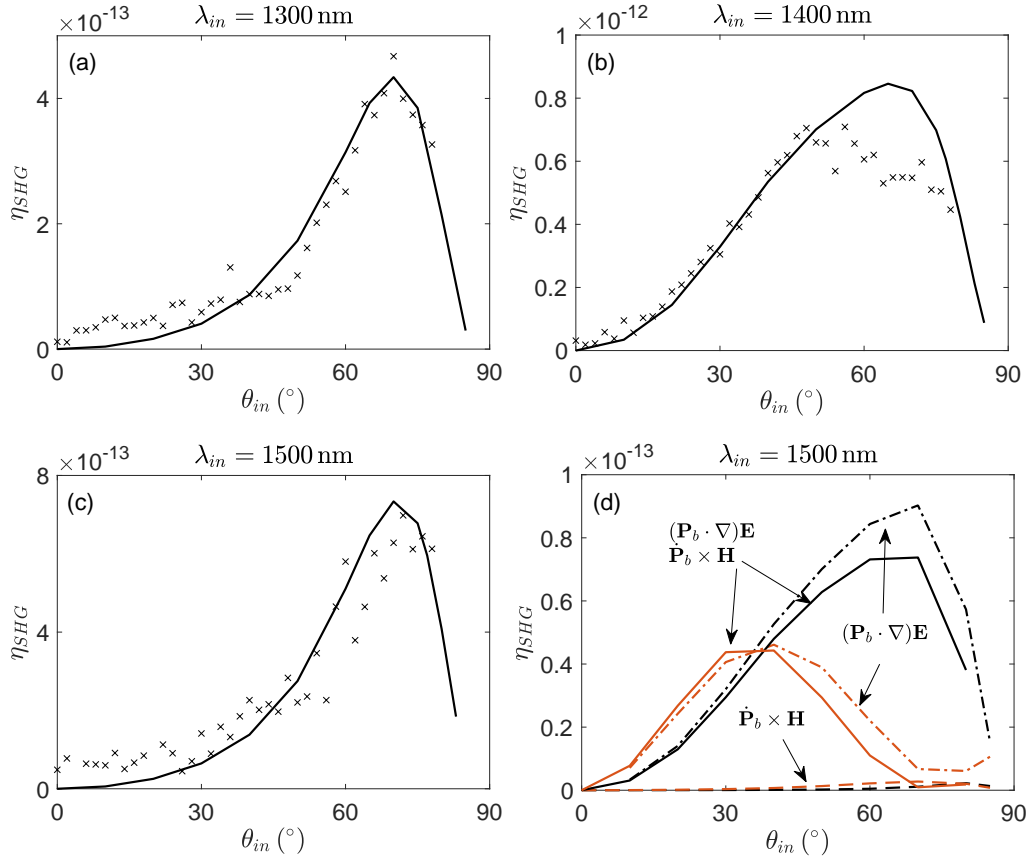 ×10⁻¹³
λ_in = 1300 nm
(a)
η_SHG
4
2
0
0 30 60 90
θ_in (°)
×10⁻¹²
λ_in = 1400 nm
(b)
η_SHG
1
0.8
0.6
0.4
0.2
0
0 30 60 90
θ_in (°)
×10⁻¹³
λ_in = 1500 nm
(c)
η_SHG
8
4
0
0 30 60 90
θ_in (°)
×10⁻¹³
λ_in = 1500 nm
(d)
η_SHG
1
0.8
0.6
0.4
0.2
0
(P_b · ∇)E
Ṗ_b × H
(P_b · ∇)E
Ṗ_b × H
0 30 60 90
θ_in (°)